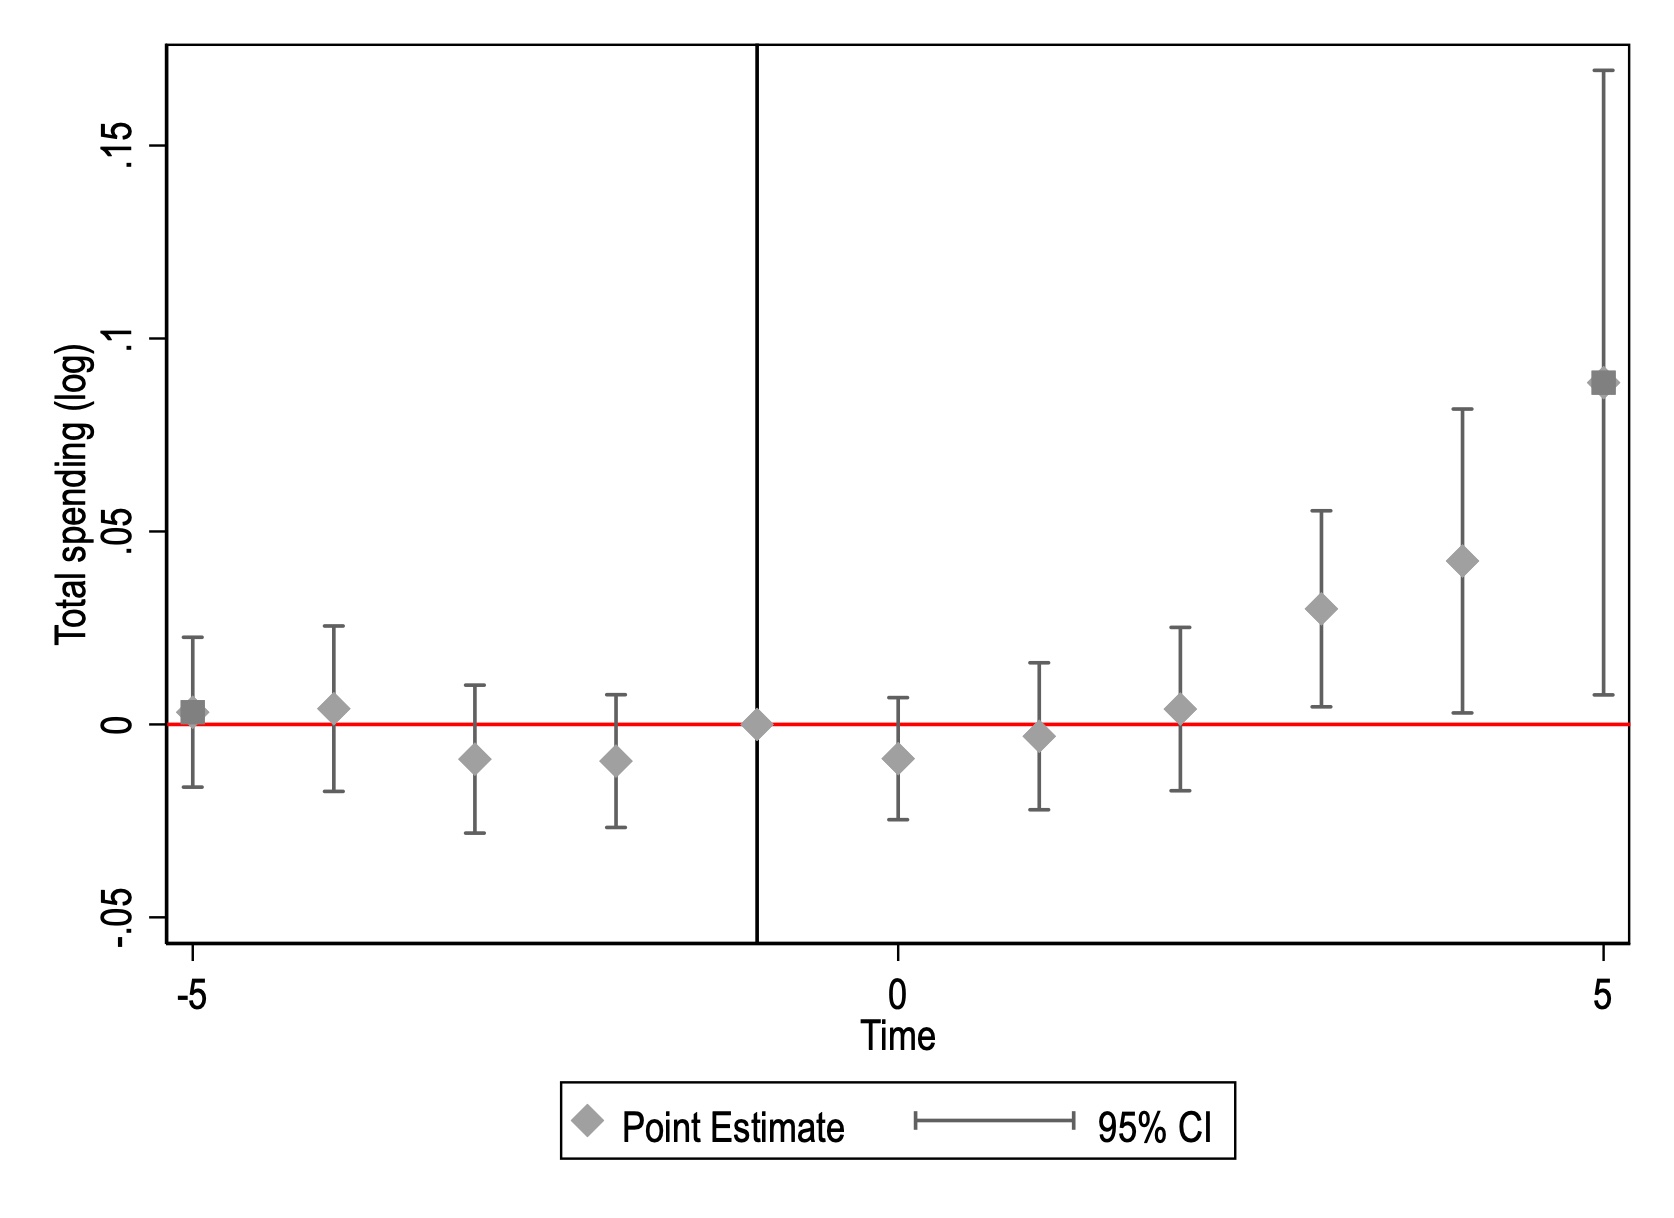 Total spending (log)
.15
.1
.05
0
-.05
-5
0
5
Time
Point Estimate
95% CI